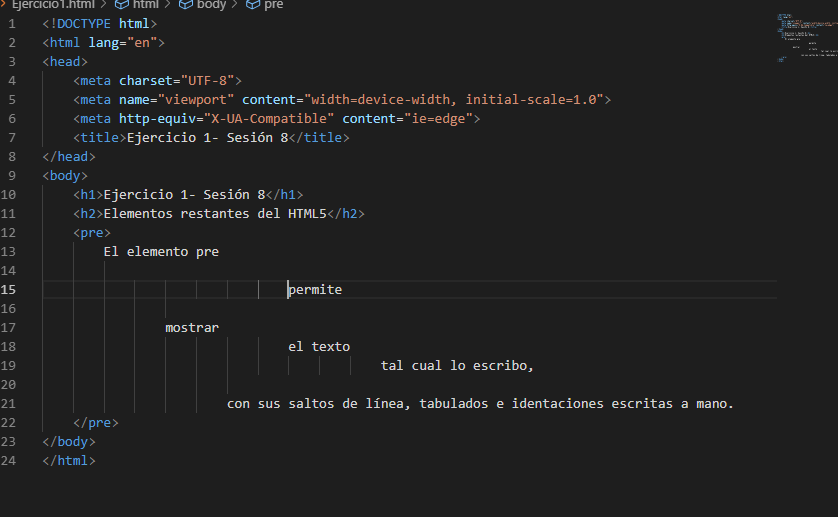 Ejercicio1.html > html > body > pre
1 <!DOCTYPE html>
2 <html lang="en">
3 <head>
4 <meta charset="UTF-8">
5 <meta name="viewport" content="width=device-width, initial-scale=1.0">
6 <meta http-equiv="X-UA-Compatible" content="ie=edge">
7 <title>Ejercicio 1- Sesión 8</title>
8 </head>
9 <body>
10 <h1>Ejercicio 1- Sesión 8</h1>
11 <h2>Elementos restantes del HTML5</h2>
12 <pre>
13 El elemento pre
14
15 permite
16
17 mostrar
18 el texto
19 tal cual lo escribo,
20
21 con sus saltos de línea, tabulados e identaciones escritas a mano.
22 </pre>
23 </body>
24 </html>